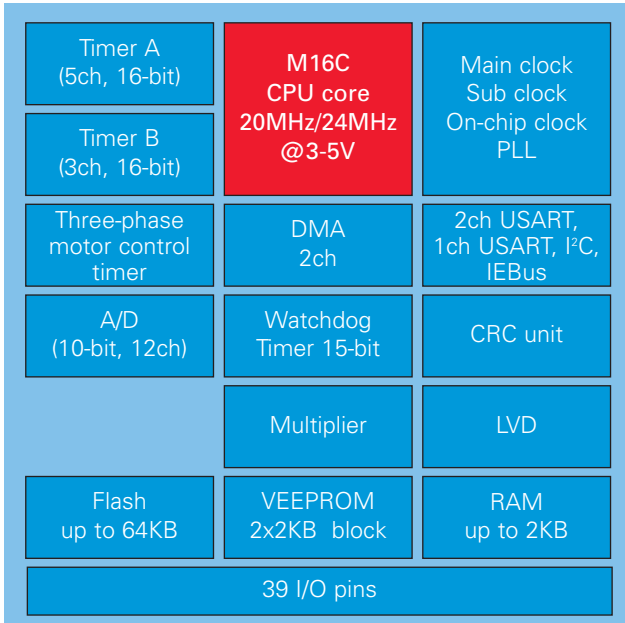 Timer A
(5ch, 16-bit)
M16C
CPU core
20MHz/24MHz
@3-5V
Main clock
Sub clock
On-chip clock
PLL
Timer B
(3ch, 16-bit)
Three-phase
motor control
timer
DMA
2ch
2ch USART,
1ch USART, I²C,
IEBus
A/D
(10-bit, 12ch)
Watchdog
Timer 15-bit
CRC unit
Multiplier
LVD
Flash
up to 64KB
VEEPROM
2x2KB block
RAM
up to 2KB
39 I/O pins